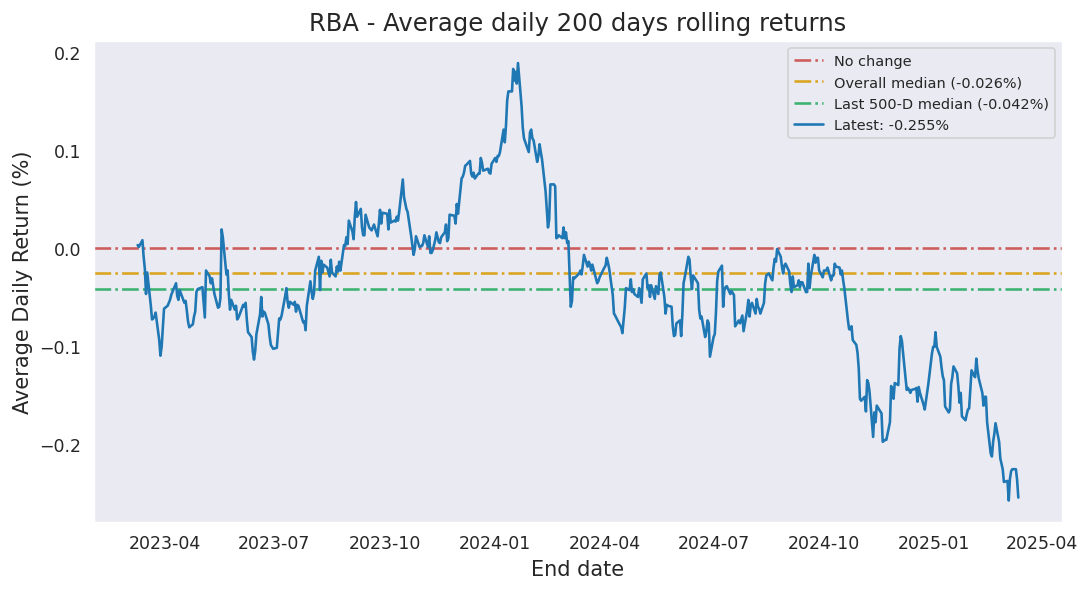 RBA - Average daily 200 days rolling returns
No change
Overall median (-0.026%)
Last 500-D median (-0.042%)
Latest: -0.255%
Average Daily Return (%)
0.2
0.1
0.0
−0.1
−0.2
2023-04 2023-07 2023-10 2024-01 2024-04 2024-07 2024-10 2025-01 2025-04
End date